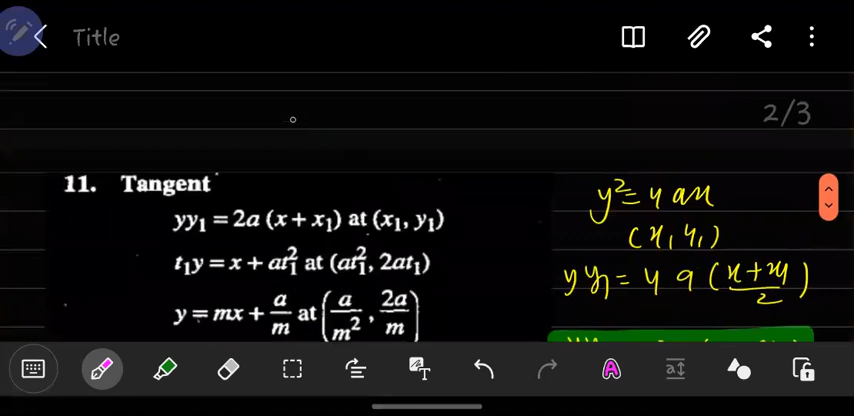 Title
2/3
11. Tangent
yy₁ = 2a (x + x₁) at (x₁, y₁)
t₁y = x + at₁² at (at₁², 2at₁)
y = mx + a/m at (a/m², 2a/m)
y² = 4ax
(x₁ y₁)
yy₁ = 4a (x + x₁/2)